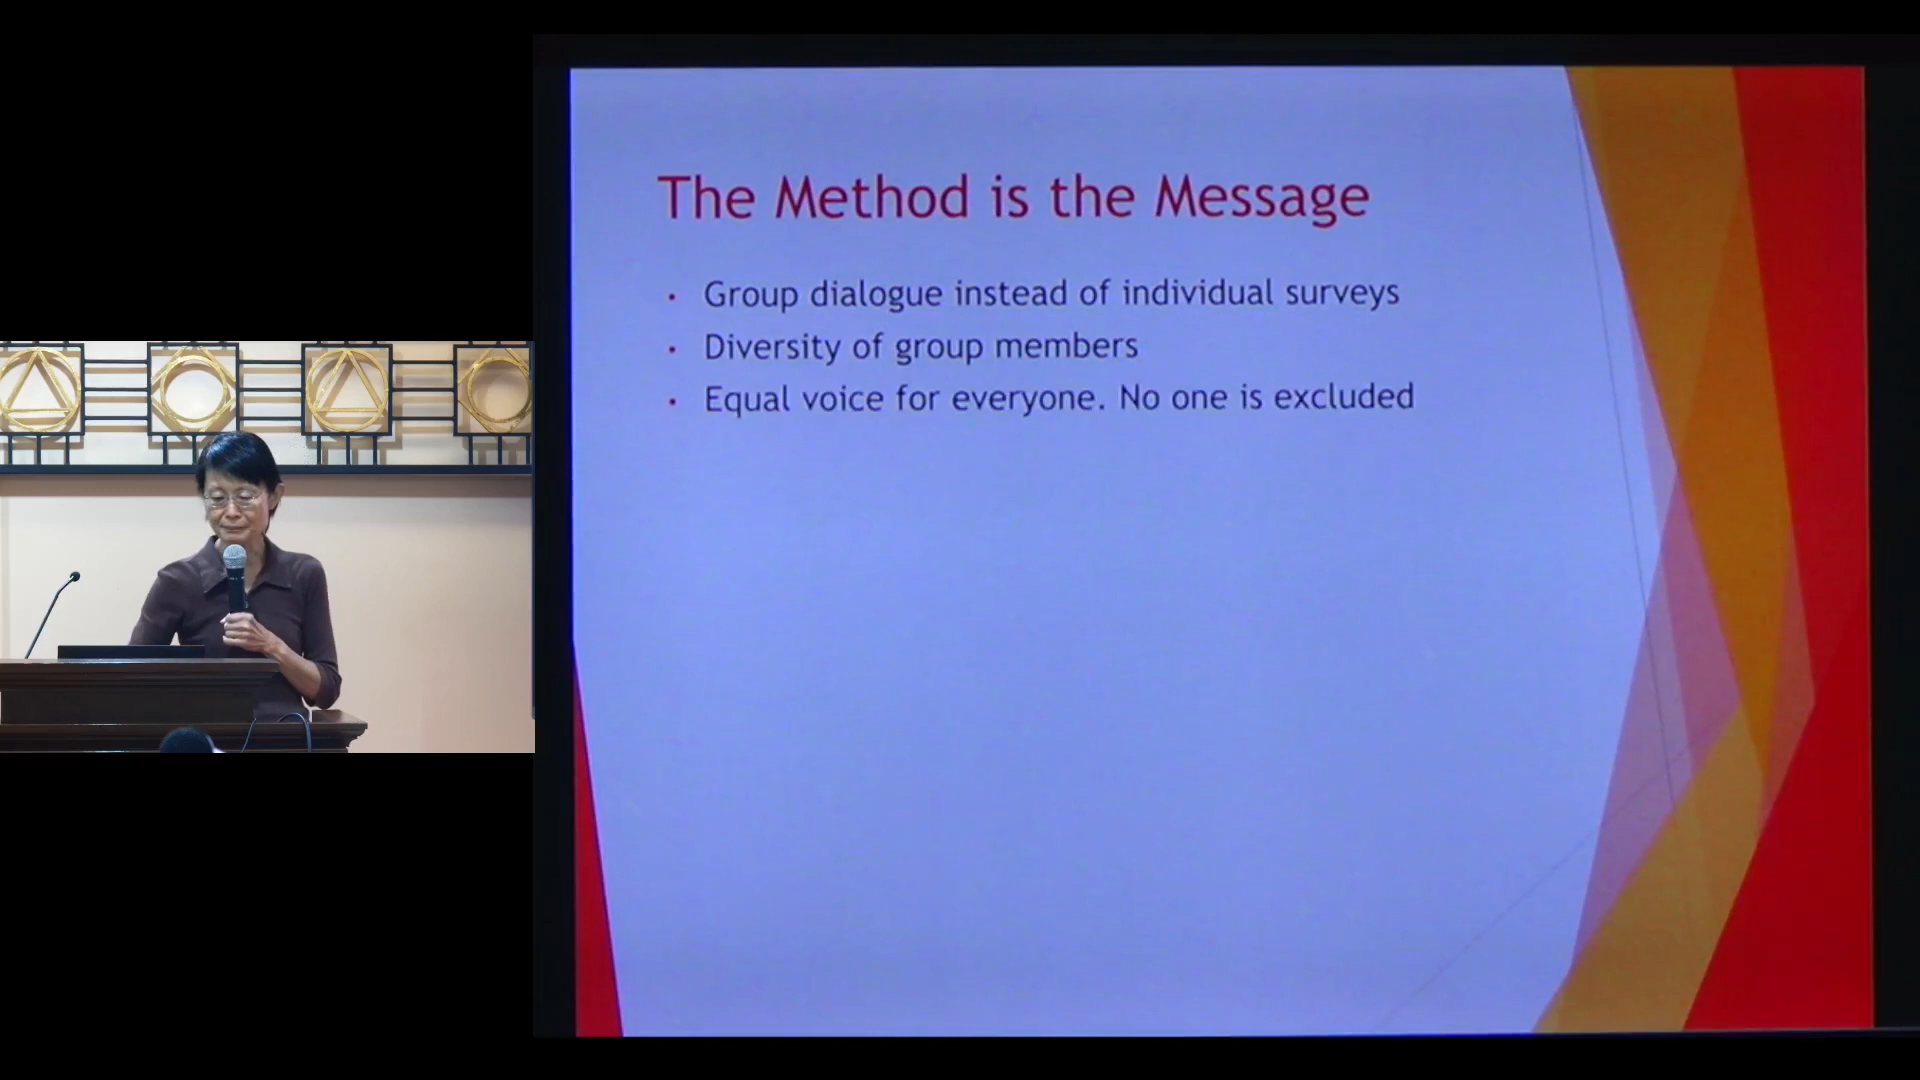 The Method is the Message
• Group dialogue instead of individual surveys
• Diversity of group members
• Equal voice for everyone. No one is excluded